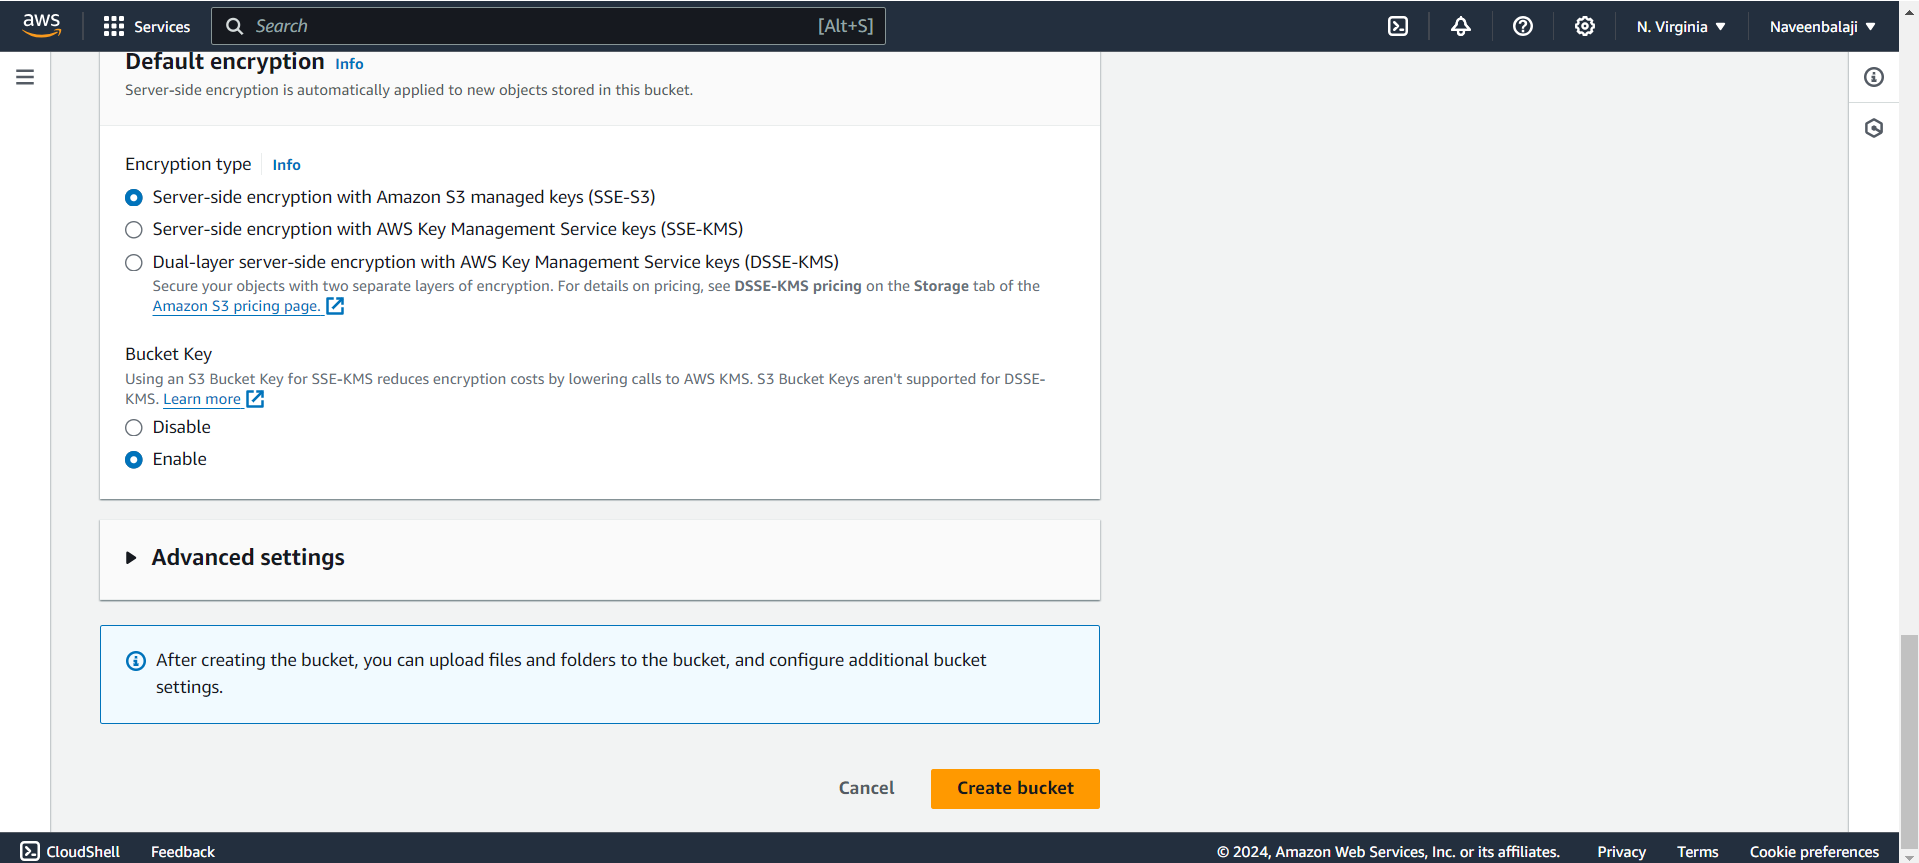 aws
Services
Search
[Alt+S]
N. Virginia
Naveenbalaji
Default encryption Info
Server-side encryption is automatically applied to new objects stored in this bucket.
Encryption type Info
Server-side encryption with Amazon S3 managed keys (SSE-S3)
Server-side encryption with AWS Key Management Service keys (SSE-KMS)
Dual-layer server-side encryption with AWS Key Management Service keys (DSSE-KMS)
Secure your objects with two separate layers of encryption. For details on pricing, see DSSE-KMS pricing on the Storage tab of the
Amazon S3 pricing page.
Bucket Key
Using an S3 Bucket Key for SSE-KMS reduces encryption costs by lowering calls to AWS KMS. S3 Bucket Keys aren't supported for DSSE-
KMS. Learn more
Disable
Enable
Advanced settings
After creating the bucket, you can upload files and folders to the bucket, and configure additional bucket
settings.
Cancel
Create bucket
CloudShell
Feedback
© 2024, Amazon Web Services, Inc. or its affiliates.
Privacy
Terms
Cookie preferences